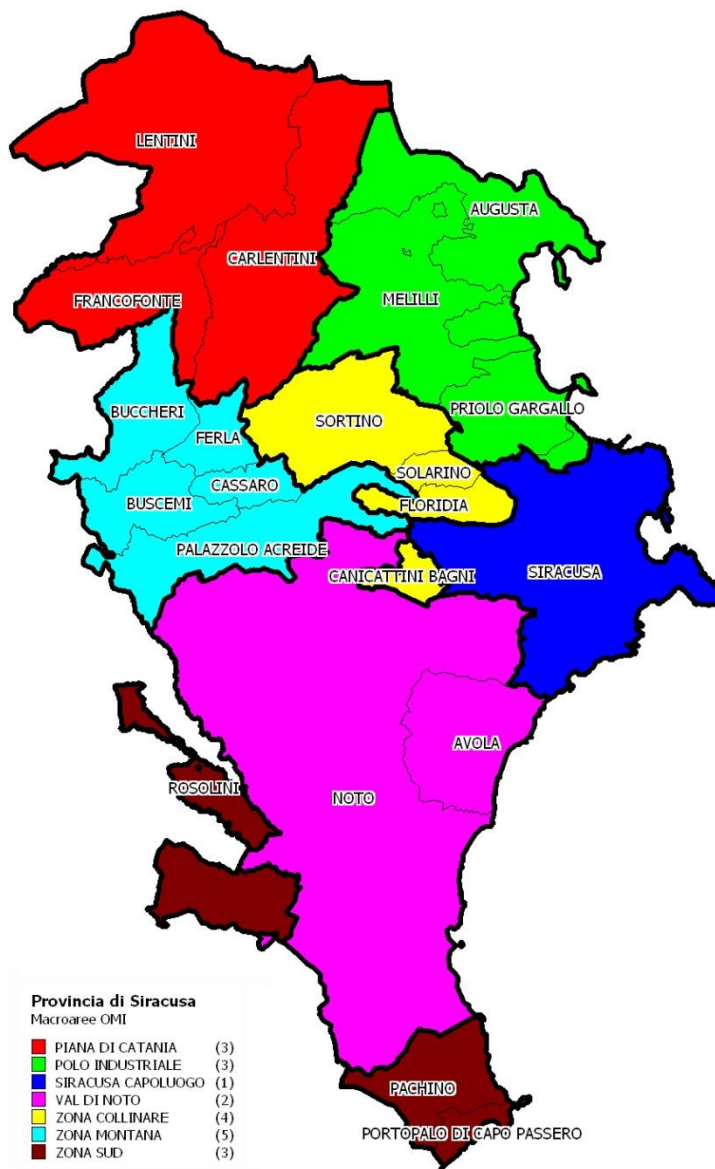 LENTINI
AUGUSTA
CARLENTINI
MELILLI
FRANCOFONTE
BUCCHERI
PRIOLO GARGALLO
SORTINO
FERLA
SOLARINO
CASSARO
BUSCEMI
FLORIDIA
PALAZZOLO ACREIDE
SIRACUSA
CANICATTINI BAGNI
AVOLA
ROSOLINI
NOTO
Provincia di Siracusa
Macroaree OMI
PIANA DI CATANIA (3)
POLO INDUSTRIALE (3)
SIRACUSA CAPOLUOGO (1)
VAL DI NOTO (2)
ZONA COLLINARE (4)
ZONA MONTANA (5)
ZONA SUD (3)
PACHINO
PORTOPALO DI CAPO PASSERO